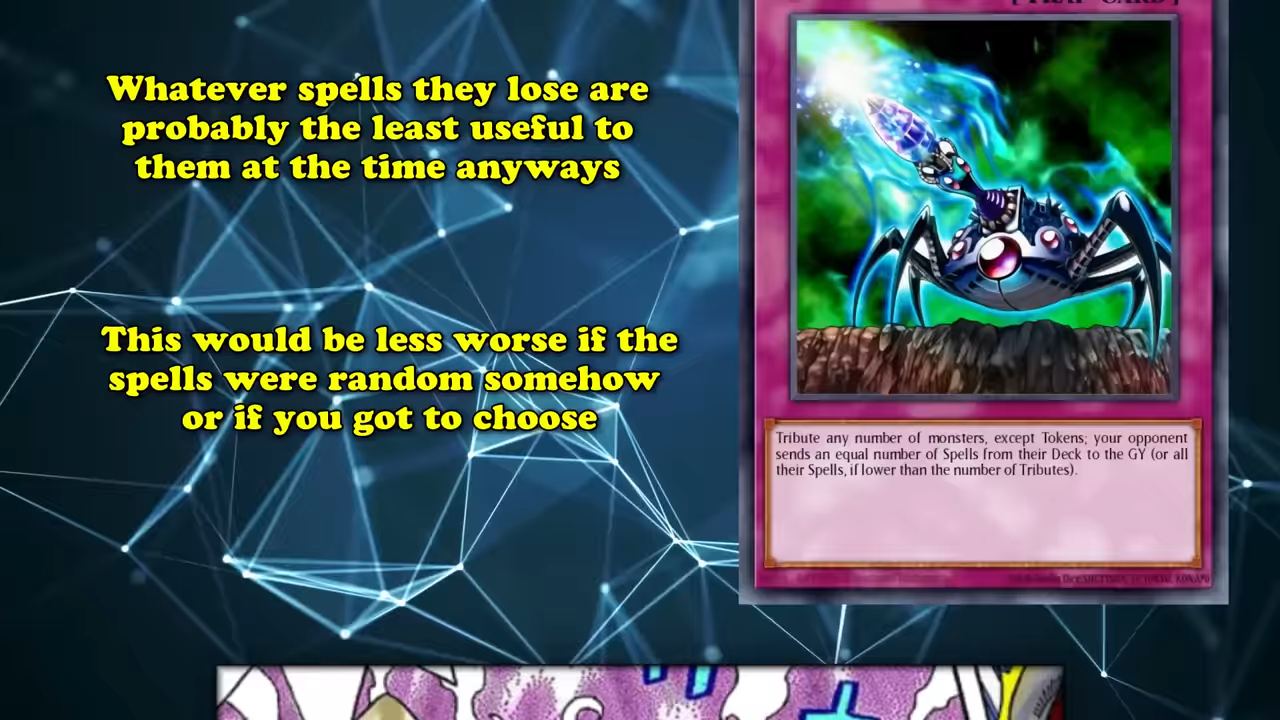 [ TRAP CARD ]
Whatever spells they lose are
probably the least useful to
them at the time anyways
This would be less worse if the
spells were random somehow
or if you got to choose
Tribute any number of monsters, except Tokens; your opponent
sends an equal number of Spells from their Deck to the GY (or all
their Spells, if lower than the number of Tributes).